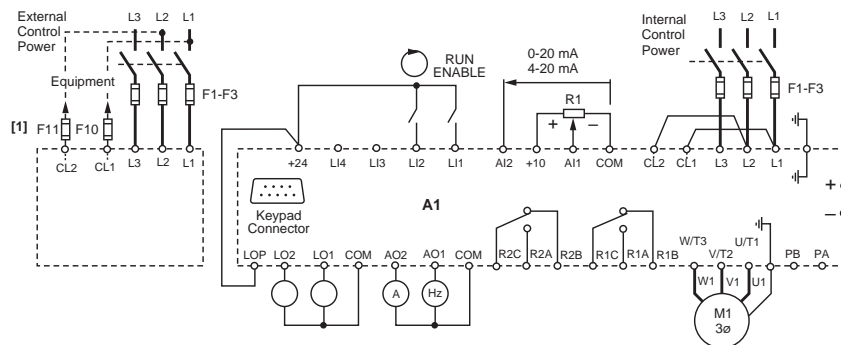 External
Control
Power
L3 L2 L1
Equipment
F1-F3
[1] F11 F10
CL2 CL1 L3 L2 L1
RUN
ENABLE
0-20 mA
4-20 mA
R1
+ –
Internal
Control
Power
L3 L2 L1
F1-F3
+24 LI4 LI3 LI2 LI1 AI2 +10 AI1 COM CL2 CL1 L3 L2 L1
Keypad
Connector
A1
+
–
LOP LO2 LO1 COM AO2 AO1 COM R2C R2A R2B R1C R1A R1B W/T3 V/T2 U/T1 PB PA
A Hz
W1 V1 U1
M1
3ø